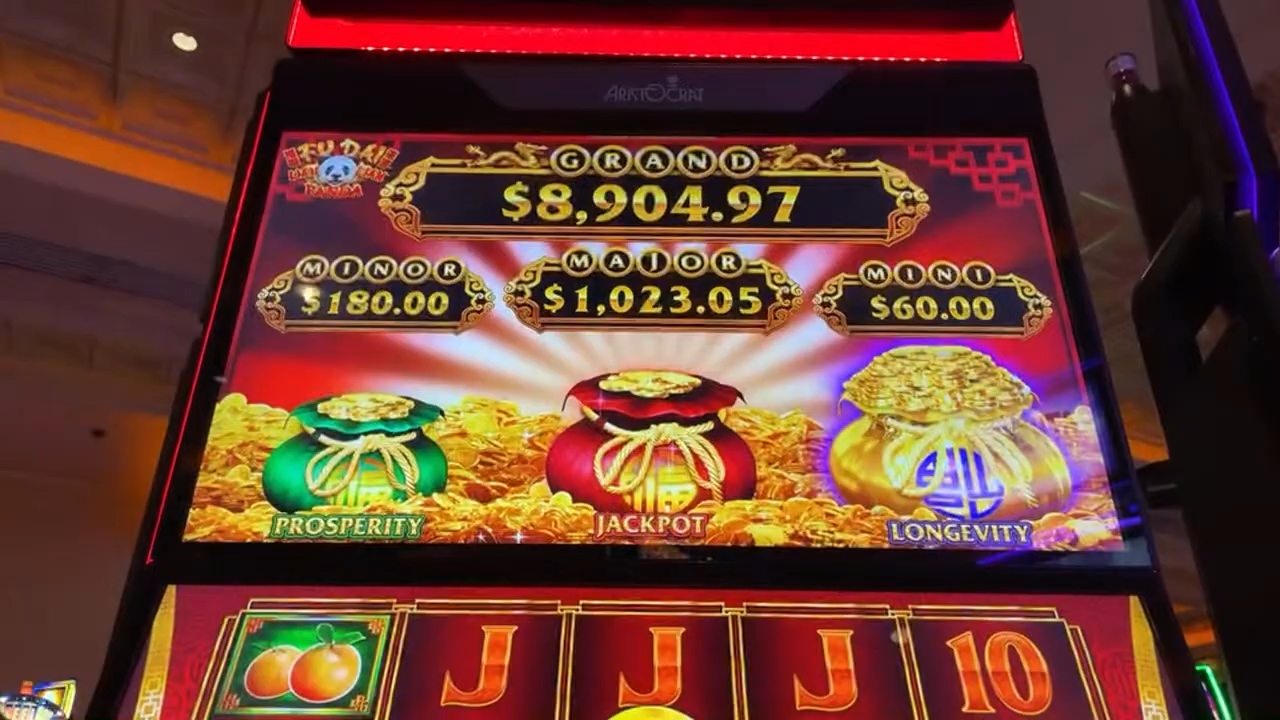 ARISTOCRAT
FU DAI
LIAN LIAN
PANDA
GRAND
$8,904.97
MINOR
$180.00
MAJOR
$1,023.05
MINI
$60.00
PROSPERITY
JACKPOT
LONGEVITY
J J J 10